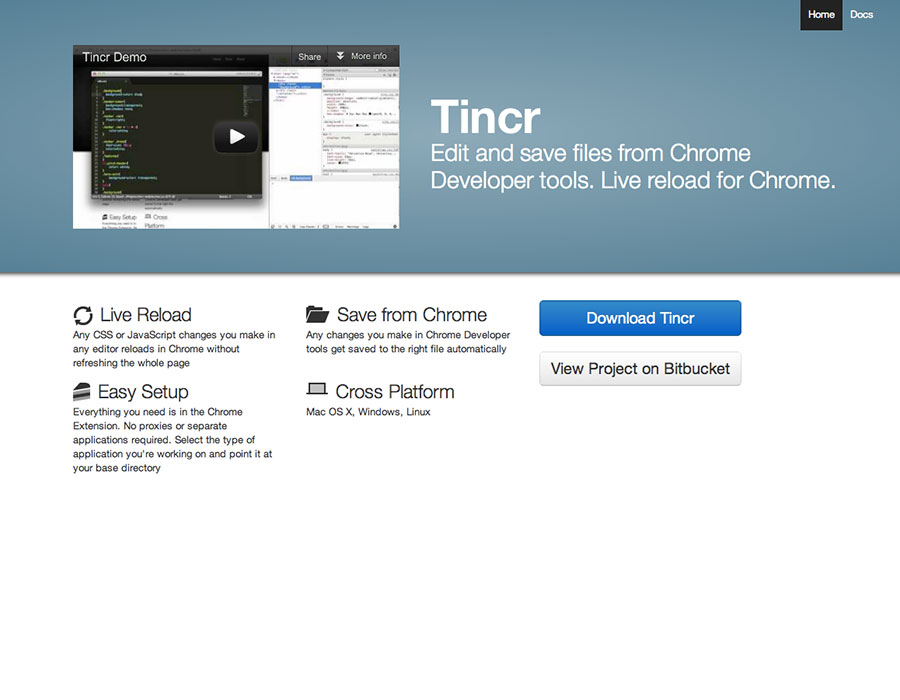 Home Docs
Tincr Demo
Share More info
Tincr
Edit and save files from Chrome
Developer tools. Live reload for Chrome.
Easy Setup
Cross
Platform
Live Reload
Any CSS or JavaScript changes you make in
any editor reloads in Chrome without
refreshing the whole page
Save from Chrome
Any changes you make in Chrome Developer
tools get saved to the right file automatically
Download Tincr
View Project on Bitbucket
Easy Setup
Everything you need is in the Chrome
Extension. No proxies or separate
applications required. Select the type of
application you're working on and point it at
your base directory
Cross Platform
Mac OS X, Windows, Linux